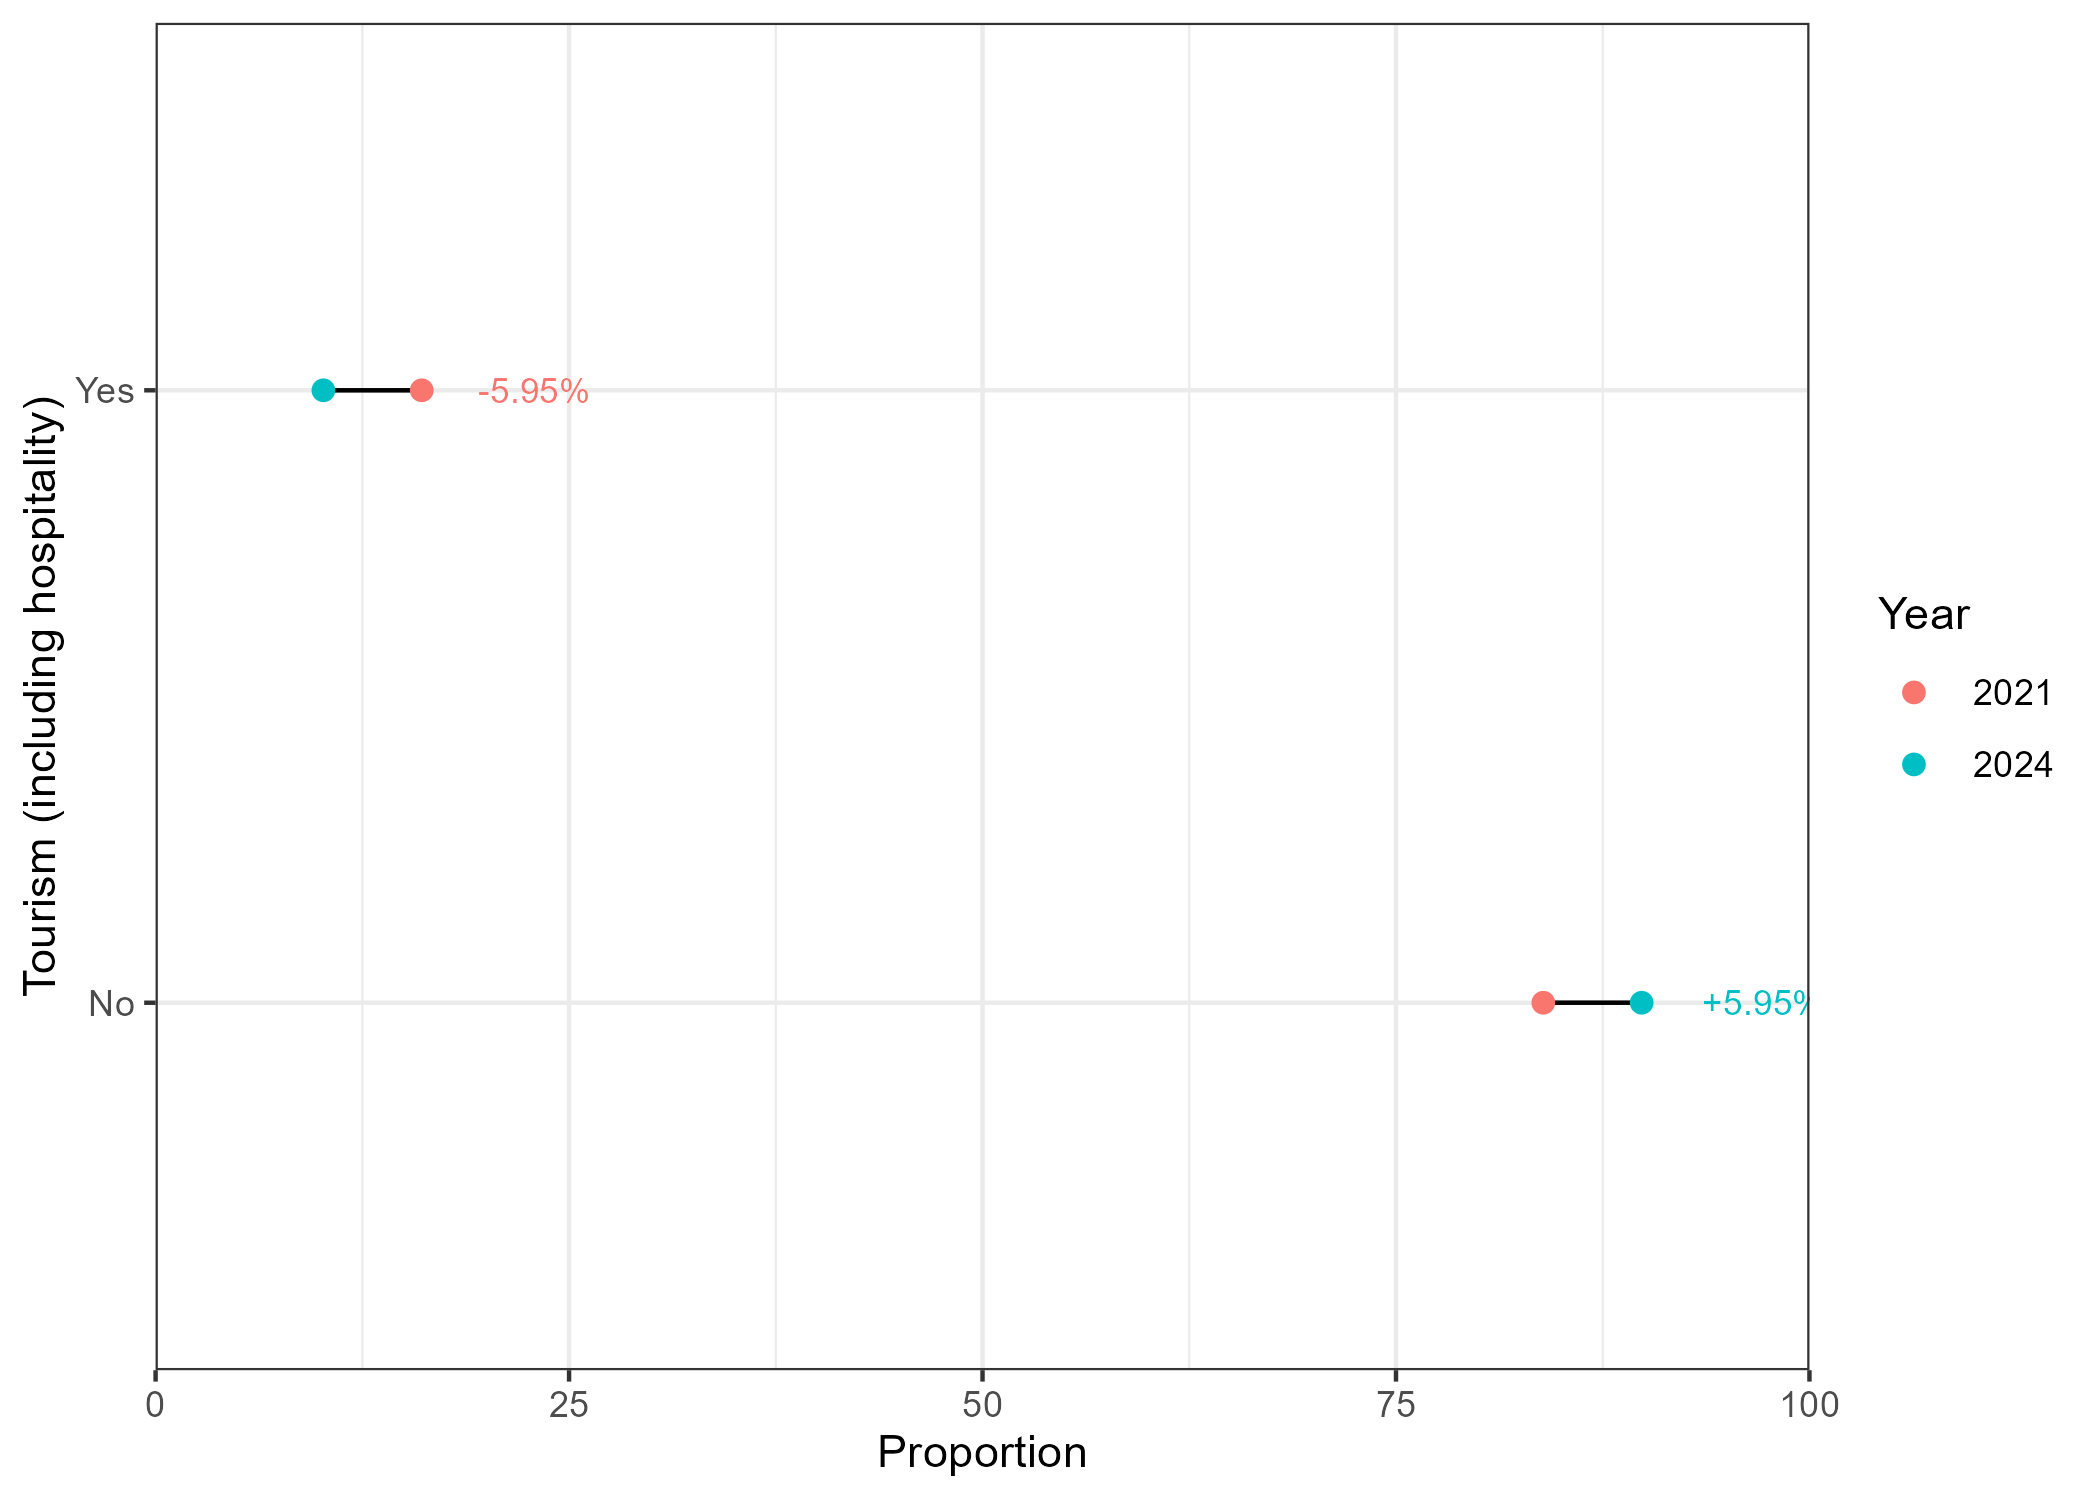 Tourism (including hospitality)
Yes
-5.95%
No
+5.95%
0
25
50
75
100
Proportion
Year
2021
2024